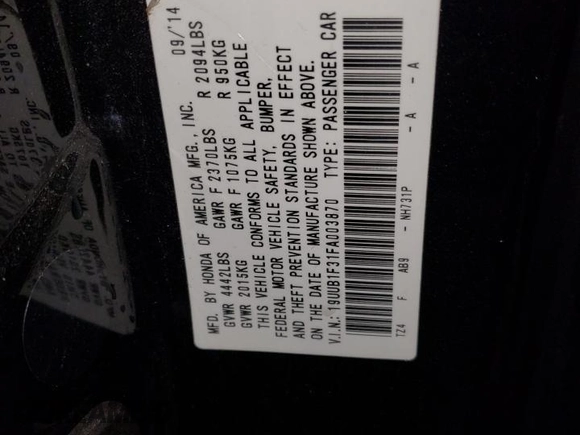 MFD. BY HONDA OF AMERICA MFG., INC. 09/'14
GVWR 4442LBS GAWR F 2370LBS R 2094LBS
GVWR 2015KG GAWR F 1075KG R 950KG
THIS VEHICLE CONFORMS TO ALL APPLICABLE
FEDERAL MOTOR VEHICLE SAFETY, BUMPER,
AND THEFT PREVENTION STANDARDS IN EFFECT
ON THE DATE OF MANUFACTURE SHOWN ABOVE.
V.I.N.: 19UUB1F31FA003870 TYPE: PASSENGER CAR
TZ4 F AB9 - NH731P - A - A